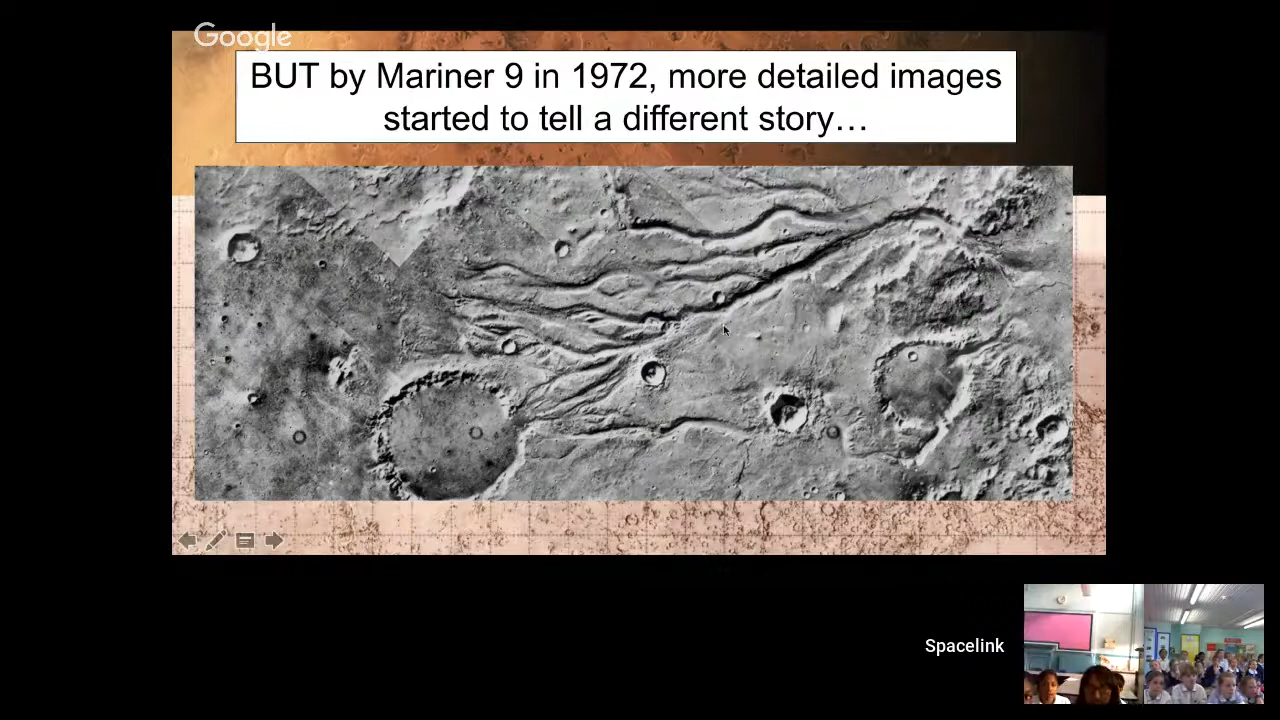 Google
BUT by Mariner 9 in 1972, more detailed images
started to tell a different story…
Spacelink